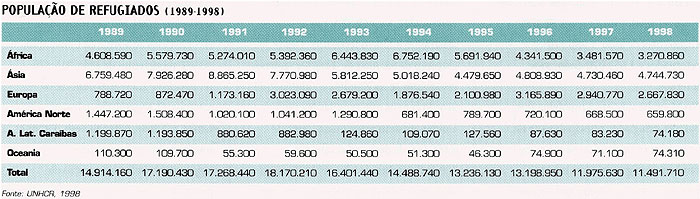 POPULAÇÃO DE REFUGIADOS (1989-1998)
1989 1990 1991 1992 1993 1994 1995 1996 1997 1998
África 4.608.590 5.579.730 5.274.010 5.392.360 6.443.830 6.752.190 5.691.940 4.341.500 3.481.570 3.270.860
Ásia 6.759.480 7.926.280 8.865.250 7.770.980 5.812.250 5.018.240 4.479.650 4.808.930 4.730.460 4.744.730
Europa 788.720 872.470 1.173.160 3.023.090 2.679.200 1.876.540 2.100.980 3.165.890 2.940.770 2.667.830
América Norte 1.447.200 1.508.400 1.020.100 1.041.200 1.290.800 681.400 789.700 720.100 668.500 659.800
A. Lat. Caraíbas 1.199.870 1.193.850 880.620 882.980 124.860 109.070 127.560 87.630 83.230 74.180
Oceania 110.300 109.700 55.300 59.600 50.500 51.300 46.300 74.900 71.100 74.310
Total 14.914.160 17.190.430 17.268.440 18.170.210 16.401.440 14.488.740 13.236.130 13.198.950 11.975.630 11.491.710
Fonte: UNHCR, 1998